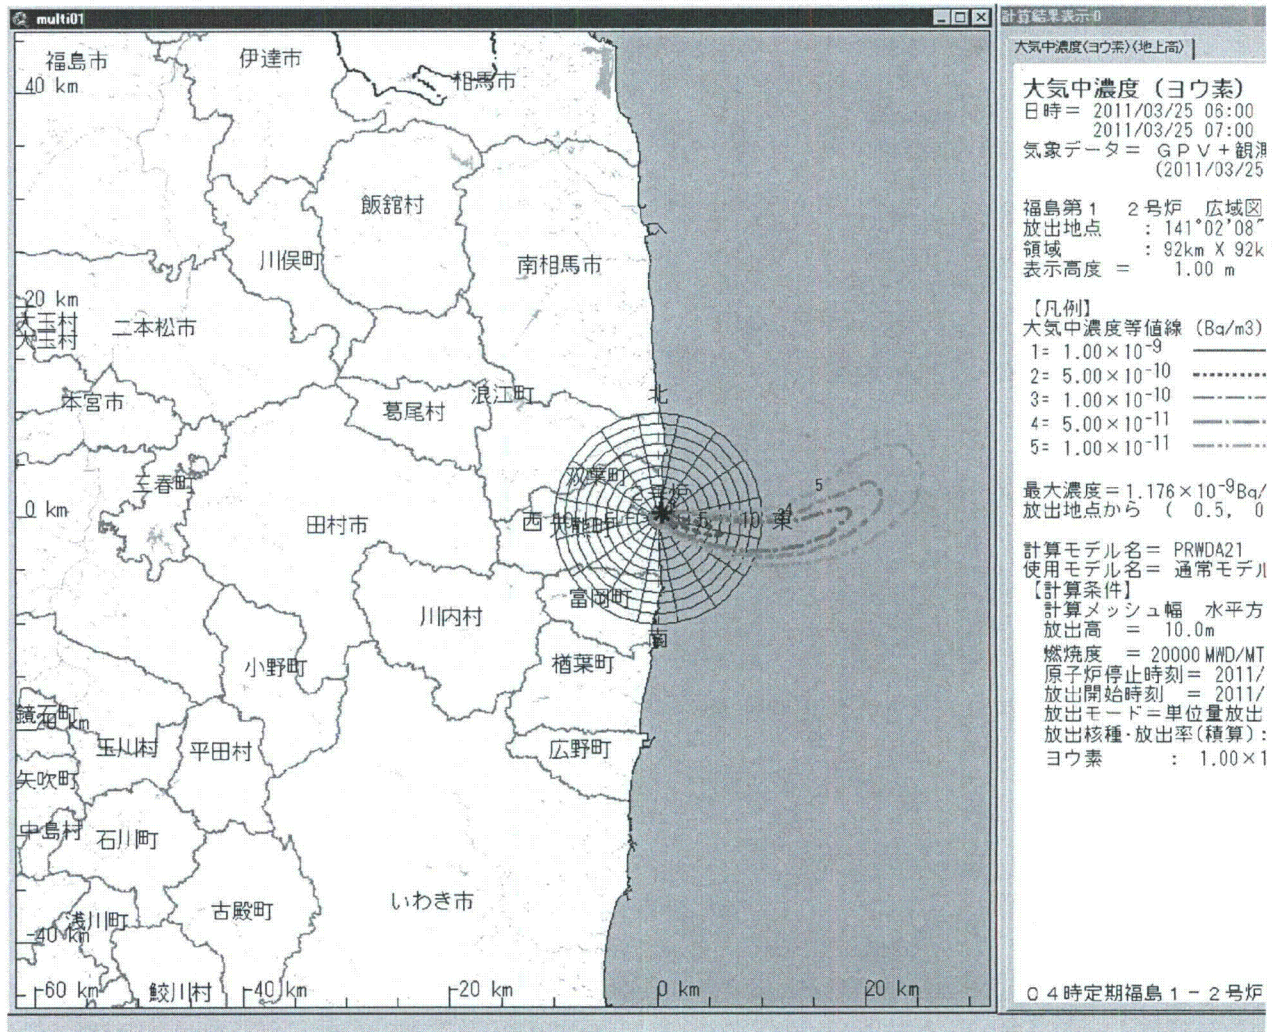 multi01
福島市
伊達市
相馬市
40 km
飯舘村
川俣町
南相馬市
20 km
大玉村
大玉村
二本松市
本宮市
浪江町
北
葛尾村
双葉町
三春町
5
0 km
田村市
西
5
10
東
富岡町
川内村
南
小野町
楢葉町
鏡石町
-20 km
玉川村
平田村
広野町
矢吹町
中島村
石川町
浅川町
古殿町
いわき市
-40 km
-60 km
鮫川村
-40 km
-20 km
0 km
20 km
計算結果表示:0
大気中濃度(ヨウ素)(地上高)
大気中濃度(ヨウ素)
日時= 2011/03/25 06:00
2011/03/25 07:00
気象データ= GPV+観測
(2011/03/25
福島第1 2号炉 広域図
放出地点 : 141°02'08"
領域 : 92km X 92k
表示高度 = 1.00 m
【凡例】
大気中濃度等値線 (Bq/m3)
1= 1.00×10-9
2= 5.00×10-10
3= 1.00×10-10
4= 5.00×10-11
5= 1.00×10-11
最大濃度=1.176×10-9Bq/
放出地点から ( 0.5, 0
計算モデル名= PRWDA21
使用モデル名= 通常モデル
【計算条件】
計算メッシュ幅 水平方
放出高 = 10.0m
燃焼度 = 20000MWD/MT
原子炉停止時刻= 2011/
放出開始時刻 = 2011/
放出モード=単位量放出
放出核種・放出率(積算):
ヨウ素 : 1.00×1
04時定期福島1-2号炉